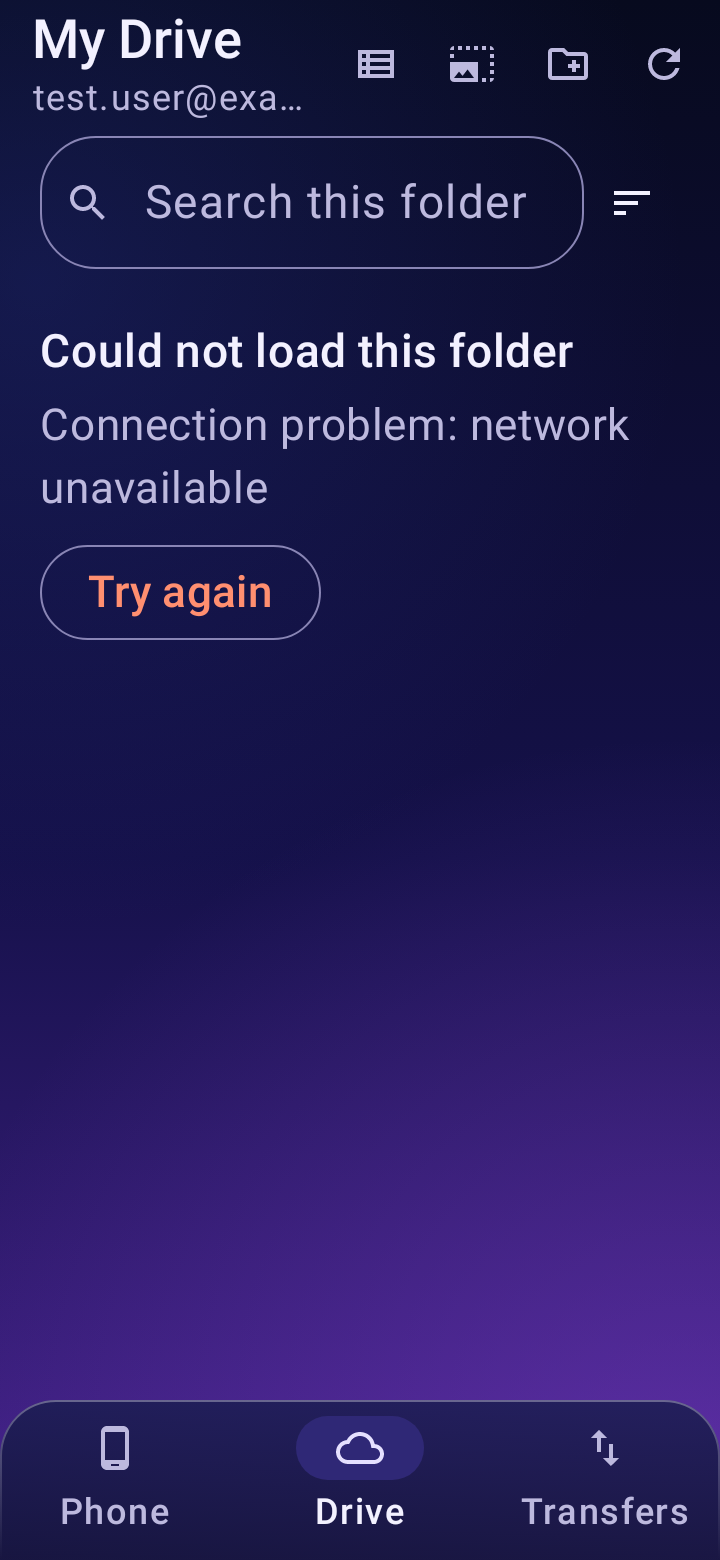 My Drive
test.user@exa…
Search this folder
Could not load this folder
Connection problem: network
unavailable
Try again
Phone
Drive
Transfers